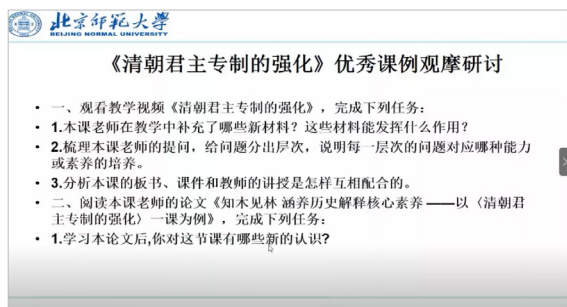 北京师范大学
BEIJING NORMAL UNIVERSITY
《清朝君主专制的强化》优秀课例观摩研讨
• 一、观看教学视频《清朝君主专制的强化》，完成下列任务：
• 1.本课老师在教学中补充了哪些新材料？这些材料能发挥什么作用？
• 2.梳理本课老师的提问，给问题分出层次，说明每一层次的问题对应哪种能力
或素养的培养。
• 3.分析本课的板书、课件和教师的讲授是怎样互相配合的。
• 二、阅读本课老师的论文《知木见林 涵养历史解释核心素养 ——以〈清朝君
主专制的强化〉一课为例》，完成下列任务：
• 1.学习本论文后,你对这节课有哪些新的认识?